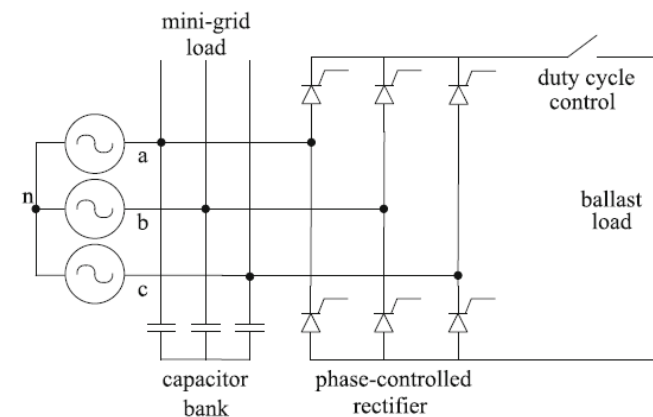 mini-grid
load
duty cycle
control
a
n
b
ballast
load
c
capacitor
bank
phase-controlled
rectifier